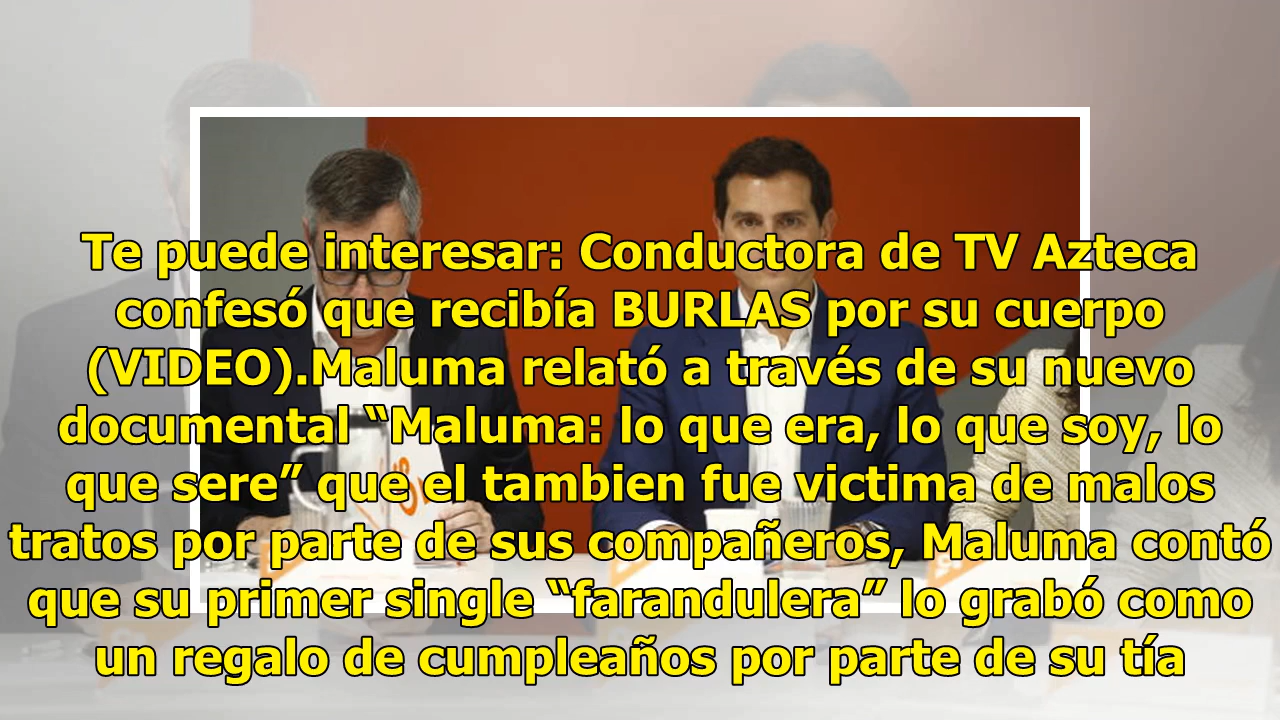 Te puede interesar: Conductora de TV Azteca
confesó que recibía BURLAS por su cuerpo
(VIDEO).Maluma relató a través de su nuevo
documental “Maluma: lo que era, lo que soy, lo
que sere” que el tambien fue victima de malos
tratos por parte de sus compañeros, Maluma contó
que su primer single “farandulera” lo grabó como
un regalo de cumpleaños por parte de su tía